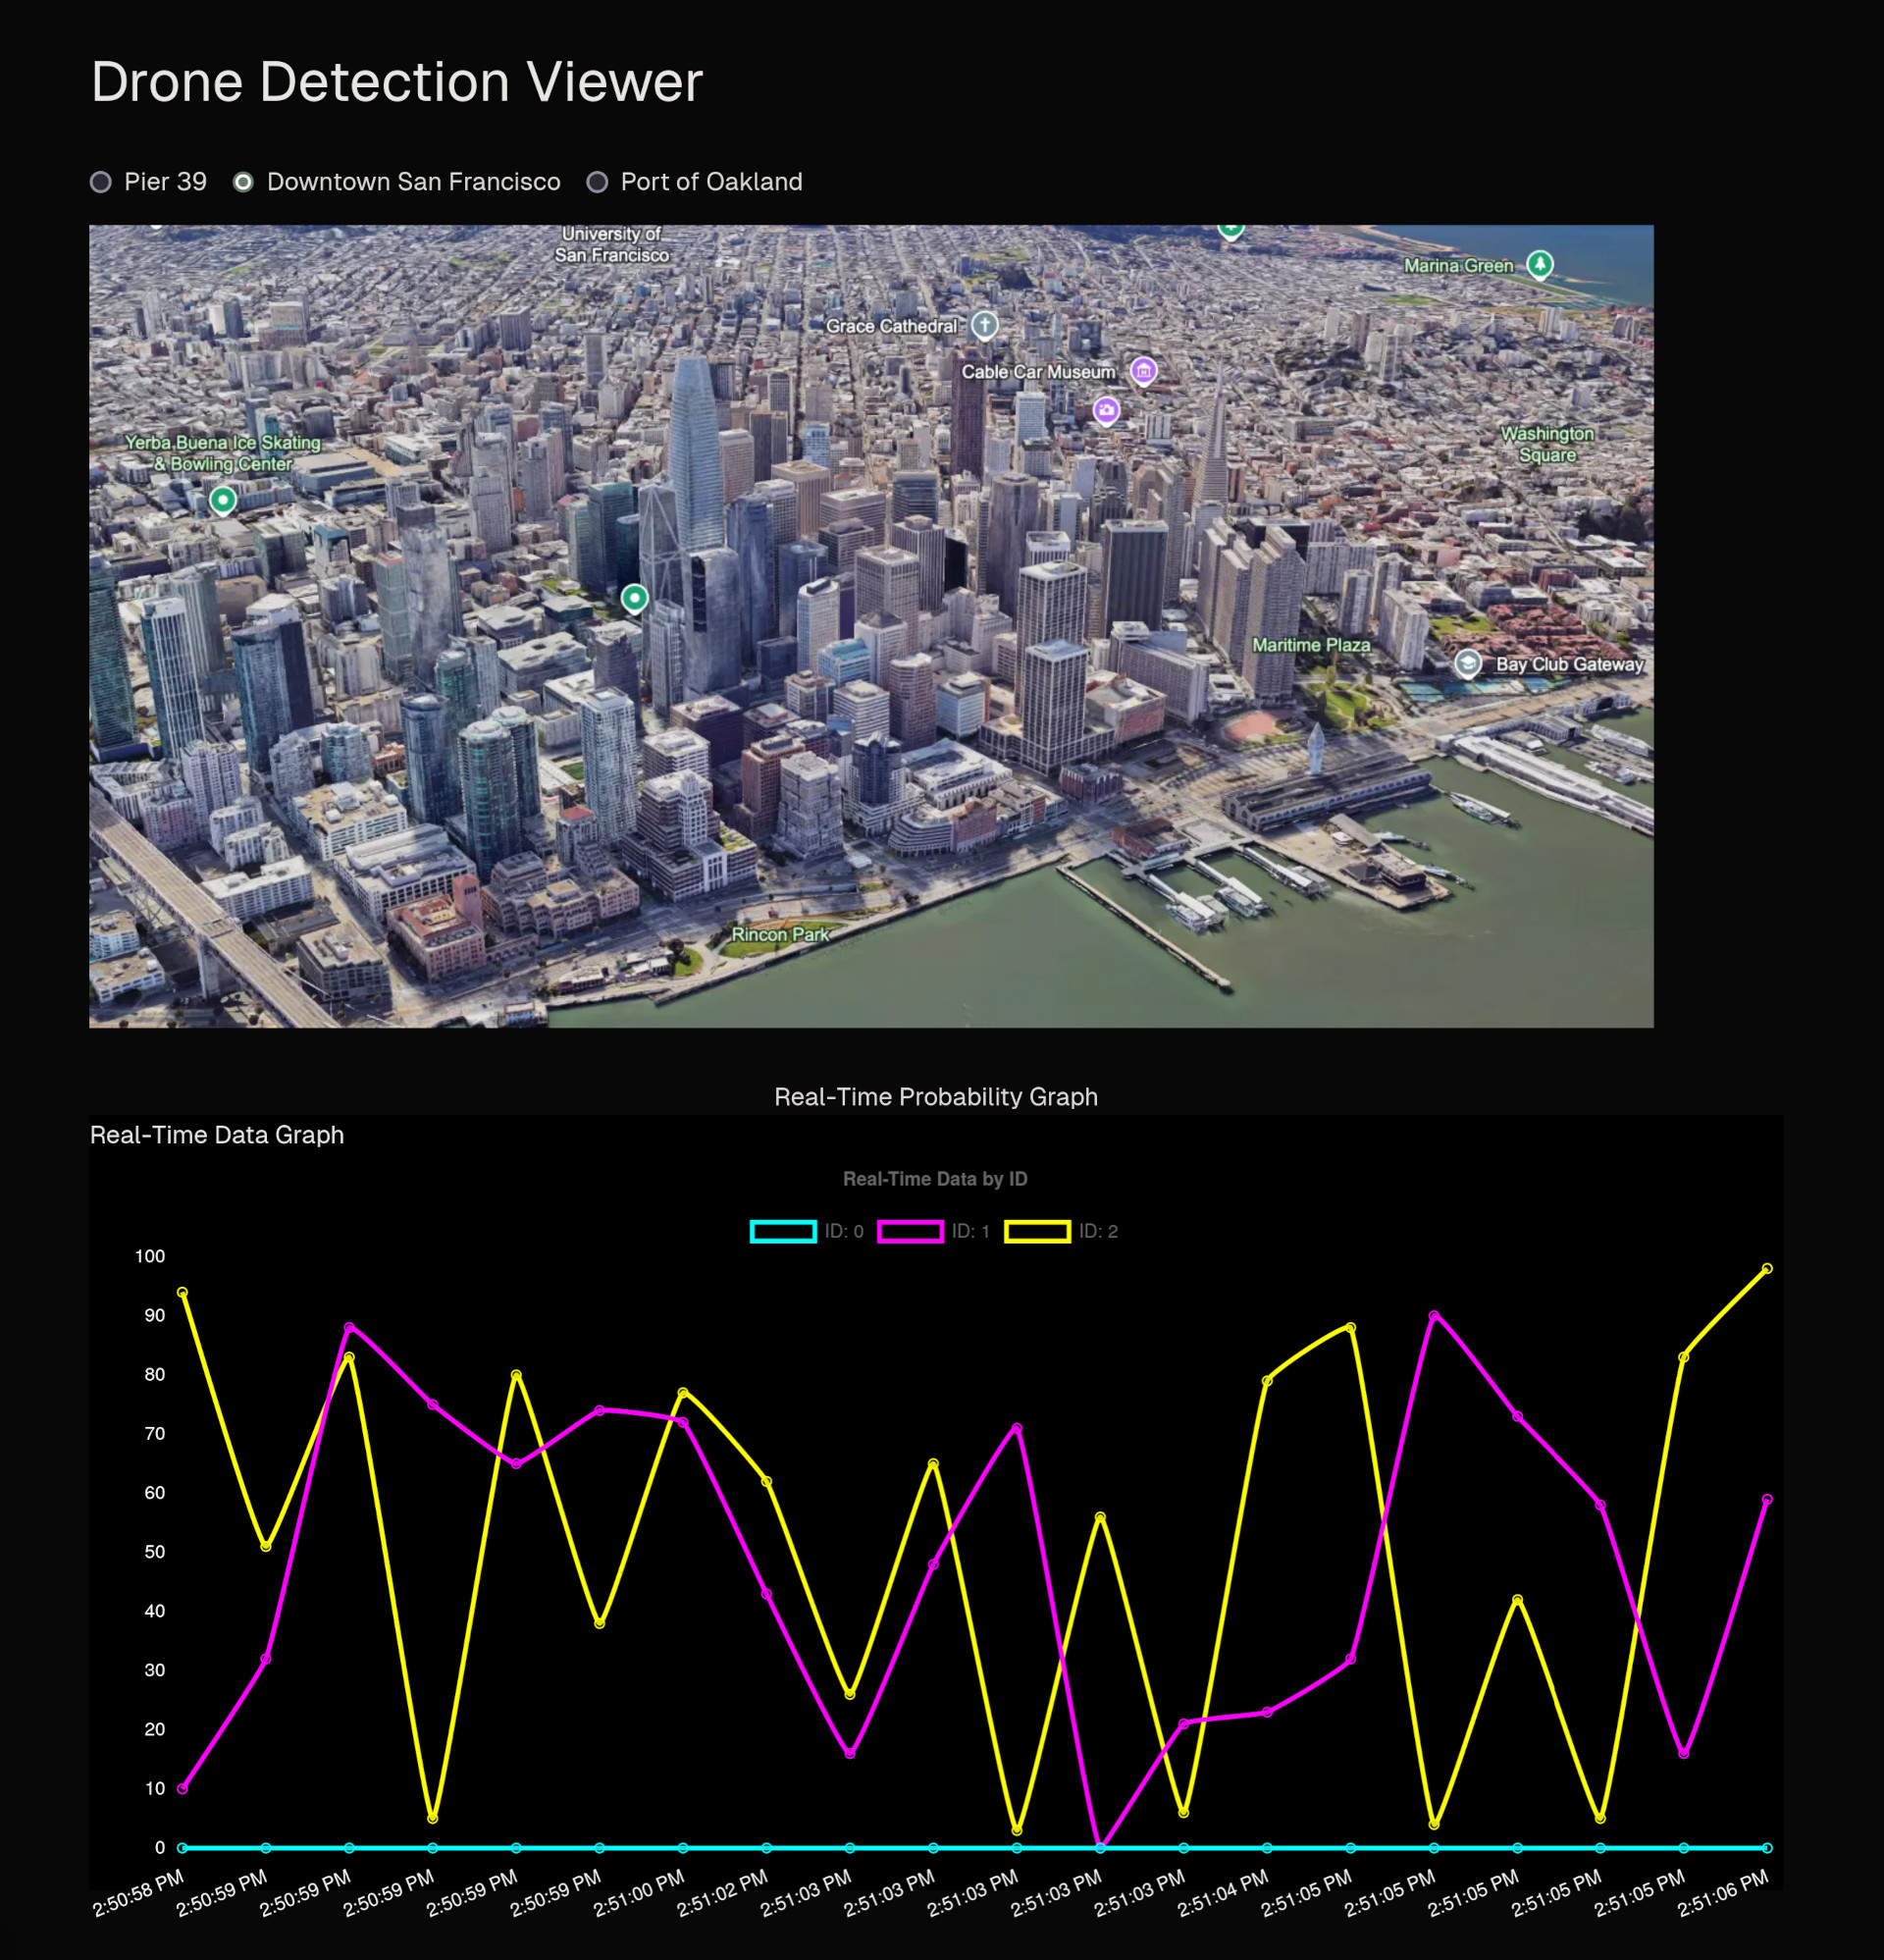 Drone Detection Viewer
Pier 39 Downtown San Francisco Port of Oakland
University of
San Francisco
Marina Green
Grace Cathedral
Cable Car Museum
Yerba Buena Ice Skating
& Bowling Center
Washington
Square
Maritime Plaza
Bay Club Gateway
Rincon Park
Real-Time Probability Graph
Real-Time Data Graph
Real-Time Data by ID
ID: 0 ID: 1 ID: 2
100
90
80
70
60
50
40
30
20
10
0
2:50:58 PM 2:50:59 PM 2:50:59 PM 2:50:59 PM 2:50:59 PM 2:50:59 PM 2:51:00 PM 2:51:02 PM 2:51:03 PM 2:51:03 PM 2:51:03 PM 2:51:03 PM 2:51:03 PM 2:51:04 PM 2:51:05 PM 2:51:05 PM 2:51:05 PM 2:51:05 PM 2:51:05 PM 2:51:06 PM